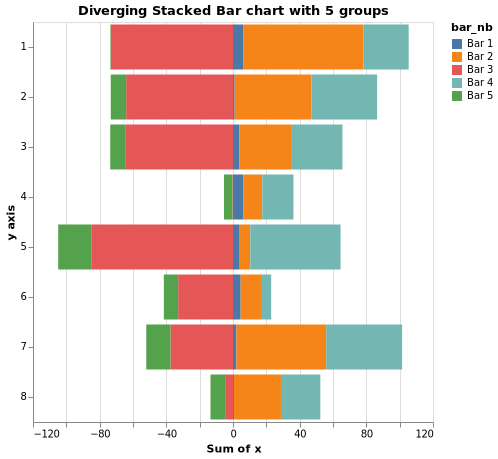 Diverging Stacked Bar chart with 5 groups
bar_nb
Bar 1
Bar 2
Bar 3
Bar 4
Bar 5
y axis
1
2
3
4
5
6
7
8
−120 −80 −40 0 40 80 120
Sum of x